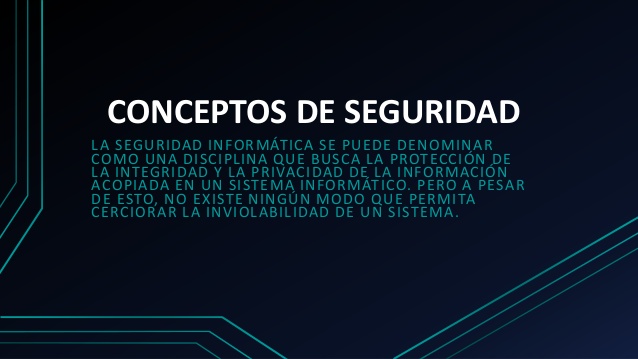 CONCEPTOS DE SEGURIDAD
LA SEGURIDAD INFORMÁTICA SE PUEDE DENOMINAR
COMO UNA DISCIPLINA QUE BUSCA LA PROTECCIÓN DE
LA INTEGRIDAD Y LA PRIVACIDAD DE LA INFORMACIÓN
ACOPIADA EN UN SISTEMA INFORMÁTICO. PERO A PESAR
DE ESTO, NO EXISTE NINGÚN MODO QUE PERMITA
CERCIORAR LA INVIOLABILIDAD DE UN SISTEMA.